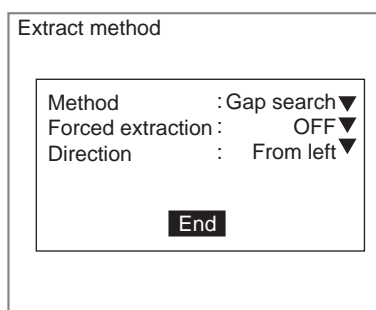 Extract method
Method : Gap search▼
Forced extraction : OFF▼
Direction : From left▼
End